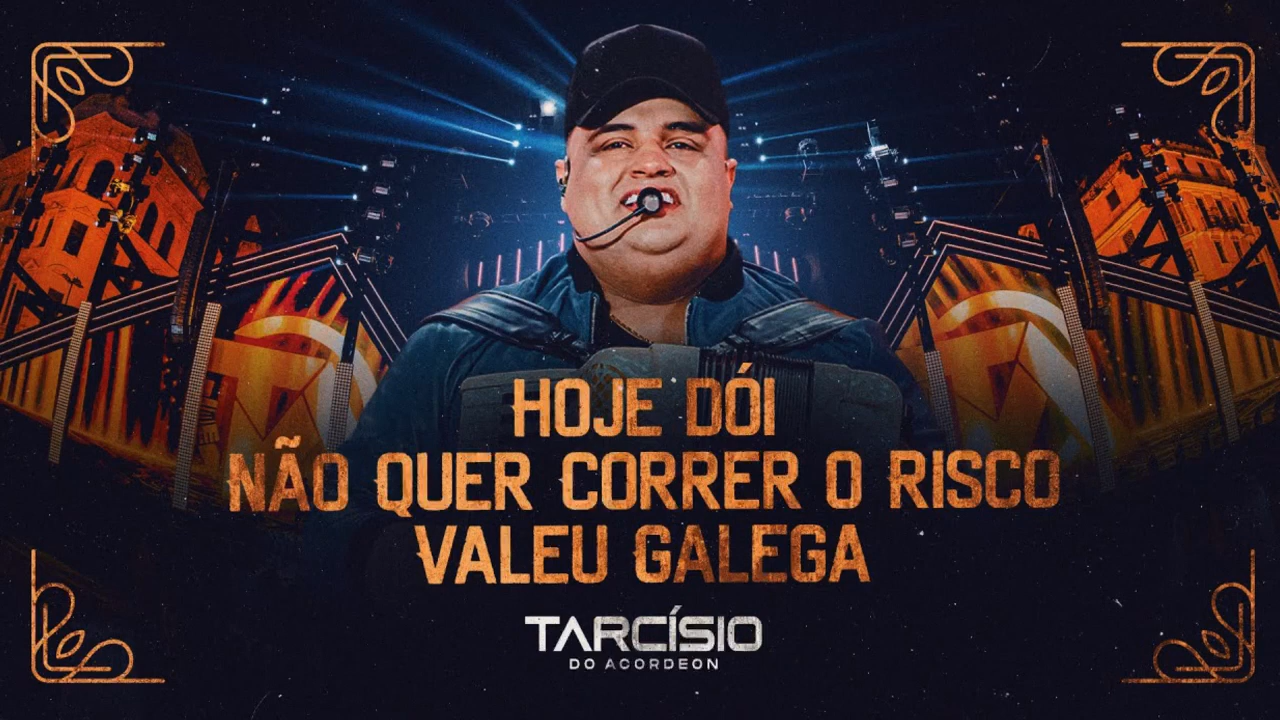 HOJE DÓI
NÃO QUER CORRER O RISCO
VALEU GALEGA
TARCÍSIO
DO ACORDEON